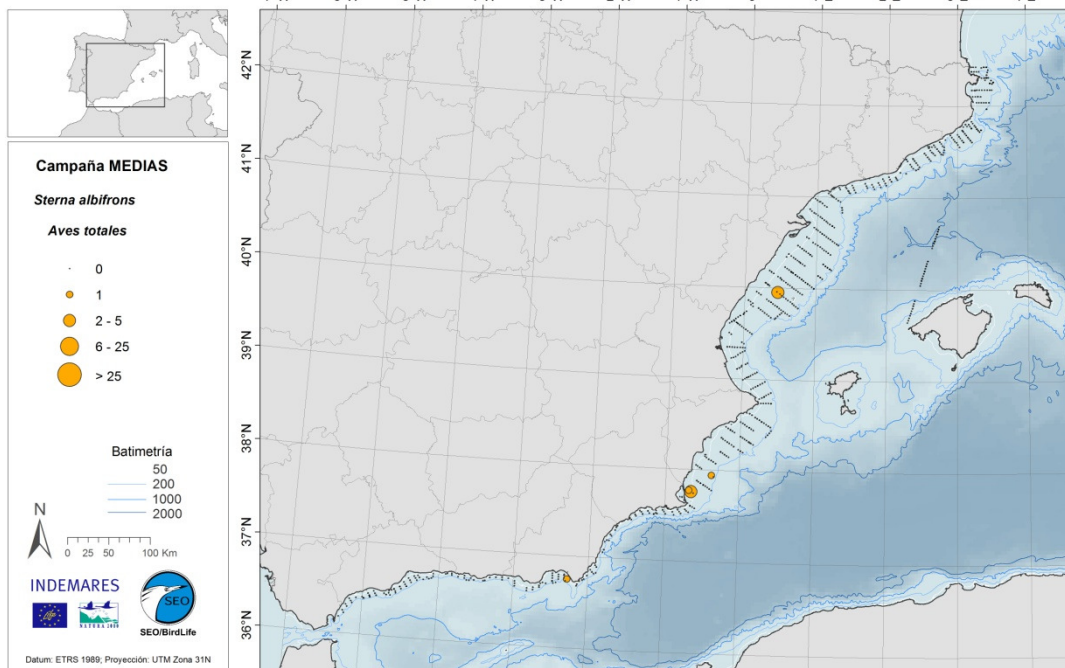 Campaña MEDIAS
Sterna albifrons
Aves totales
0
1
2 - 5
6 - 25
> 25
Batimetría
50
200
1000
2000
N
0 25 50 100 Km
INDEMARES
NATURA 2000
SEO
SEO/BirdLife
Datum: ETRS 1989; Proyección: UTM Zona 31N
42°N
41°N
40°N
39°N
38°N
37°N
36°N